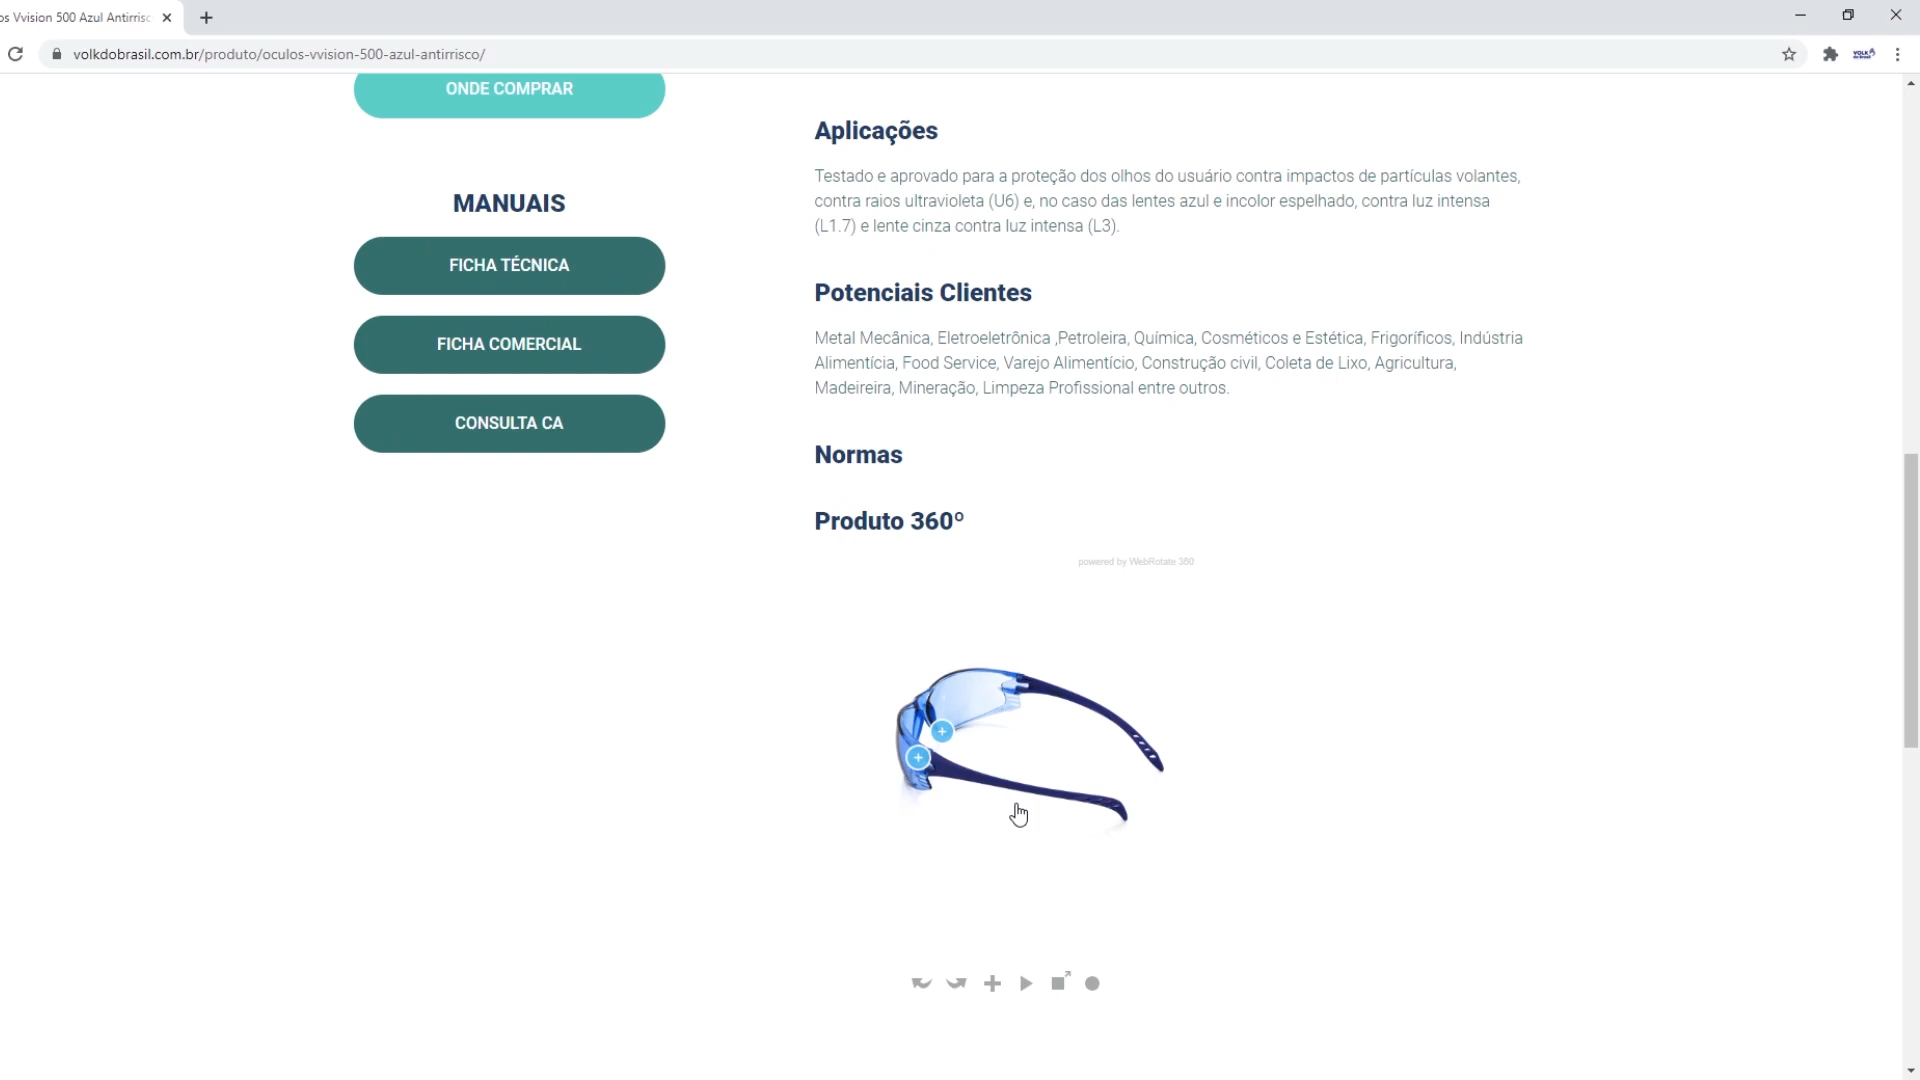 os Vvision 500 Azul Antirrisc
volkdobrasil.com.br/produto/oculos-vvision-500-azul-antirrisco/
ONDE COMPRAR
MANUAIS
FICHA TÉCNICA
FICHA COMERCIAL
CONSULTA CA
Aplicações
Testado e aprovado para a proteção dos olhos do usuário contra impactos de partículas volantes,
contra raios ultravioleta (U6) e, no caso das lentes azul e incolor espelhado, contra luz intensa
(L1.7) e lente cinza contra luz intensa (L3).
Potenciais Clientes
Metal Mecânica, Eletroeletrônica ,Petroleira, Química, Cosméticos e Estética, Frigoríficos, Indústria
Alimentícia, Food Service, Varejo Alimentício, Construção civil, Coleta de Lixo, Agricultura,
Madeireira, Mineração, Limpeza Profissional entre outros.
Normas
Produto 360º
powered by WebRotate 360